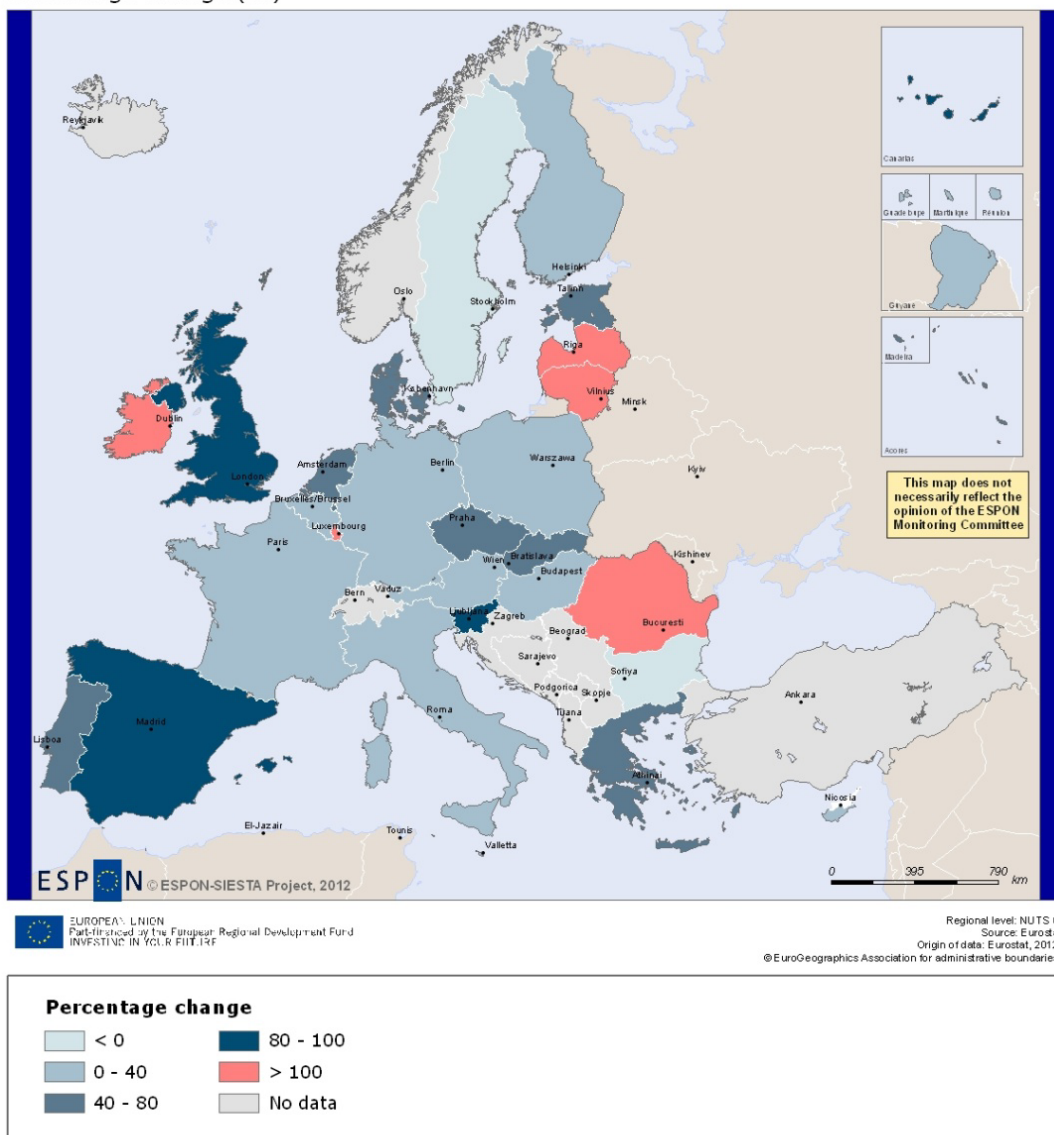 Reykjavik
Canarias
Guadeloupe
Martinique
Réunion
Guyane
Madeira
Acores
Helsinki
Tallinn
Oslo
Stockholm
Riga
København
Vilnius
Minsk
Dublin
Amsterdam
Berlin
Warszawa
London
Bruxelles/Brussel
Kyiv
This map does not
necessarily reflect the
opinion of the ESPON
Monitoring Committee
Luxembourg
Praha
Paris
Wien
Bratislava
Kishinev
Budapest
Bern
Vaduz
Ljubljana
Zagreb
Beograd
Bucuresti
Sarajevo
Sofiya
Podgorica
Skopje
Ankara
Tirana
Roma
Madrid
Lisboa
Athinai
Nicosia
El-Jazair
Tounis
Valletta
0 395 790
km
ESPON © ESPON-SIESTA Project, 2012
EUROPEAN UNION
Part-financed by the European Regional Development Fund
INVESTING IN YOUR FUTURE
Regional level: NUTS
Source: Eurosta
Origin of data: Eurostat, 2012
© EuroGeographics Association for administrative boundaries
Percentage change
< 0
0 - 40
40 - 80
80 - 100
> 100
No data